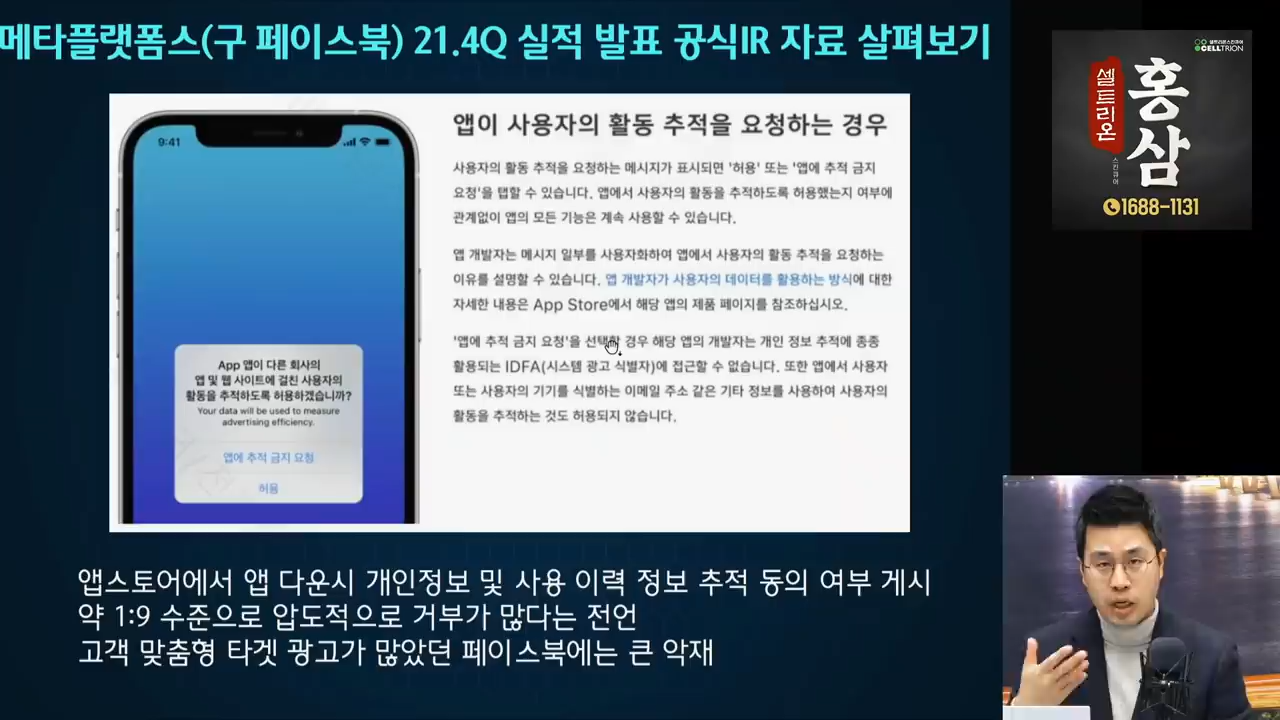 메타플랫폼스(구 페이스북) 21.4Q 실적 발표 공식IR 자료 살펴보기
9:41
App 앱이 다른 회사의
앱 및 웹 사이트에 걸친 사용자의
활동을 추적하도록 허용하겠습니까?
Your data will be used to measure
advertising efficiency.
앱에 추적 금지 요청
허용
앱이 사용자의 활동 추적을 요청하는 경우
사용자의 활동 추적을 요청하는 메시지가 표시되면 '허용' 또는 '앱에 추적 금지
요청'을 탭할 수 있습니다. 앱에서 사용자의 활동을 추적하도록 허용했는지 여부에
관계없이 앱의 모든 기능은 계속 사용할 수 있습니다.
앱 개발자는 메시지 일부를 사용자화하여 앱에서 사용자의 활동 추적을 요청하는
이유를 설명할 수 있습니다. 앱 개발자가 사용자의 데이터를 활용하는 방식에 대한
자세한 내용은 App Store에서 해당 앱의 제품 페이지를 참조하십시오.
'앱에 추적 금지 요청'을 선택할 경우 해당 앱의 개발자는 개인 정보 추적에 종종
활용되는 IDFA(시스템 광고 식별자)에 접근할 수 없습니다. 또한 앱에서 사용자
또는 사용자의 기기를 식별하는 이메일 주소 같은 기타 정보를 사용하여 사용자의
활동을 추적하는 것도 허용되지 않습니다.
앱스토어에서 앱 다운시 개인정보 및 사용 이력 정보 추적 동의 여부 게시
약 1:9 수준으로 압도적으로 거부가 많다는 전언
고객 맞춤형 타겟 광고가 많았던 페이스북에는 큰 악재
셀트리온스킨큐어
CELLTRION
셀트리온
스킨큐어
홍삼
1688-1131